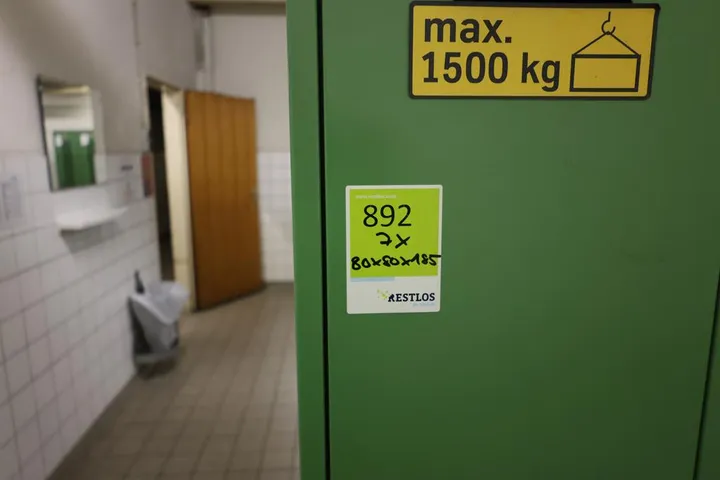 max.
1500 kg
892
7x
80x80x185
RESTLOS